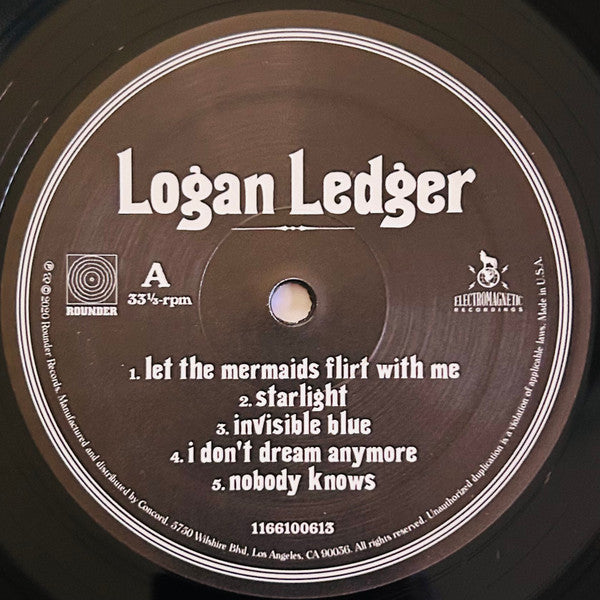 Logan Ledger
ROUNDER
A
33⅓-rpm
ELECTROMAGNETIC
RECORDINGS
1. let the mermaids flirt with me
2. starlight
3. invisible blue
4. i don't dream anymore
5. nobody knows
1166100613
℗ © 2020 Rounder Records. Manufactured and distributed by Concord, 5750 Wilshire Blvd, Los Angeles, CA 90036. All rights reserved. Unauthorized duplication is a violation of applicable laws. Made in U.S.A.